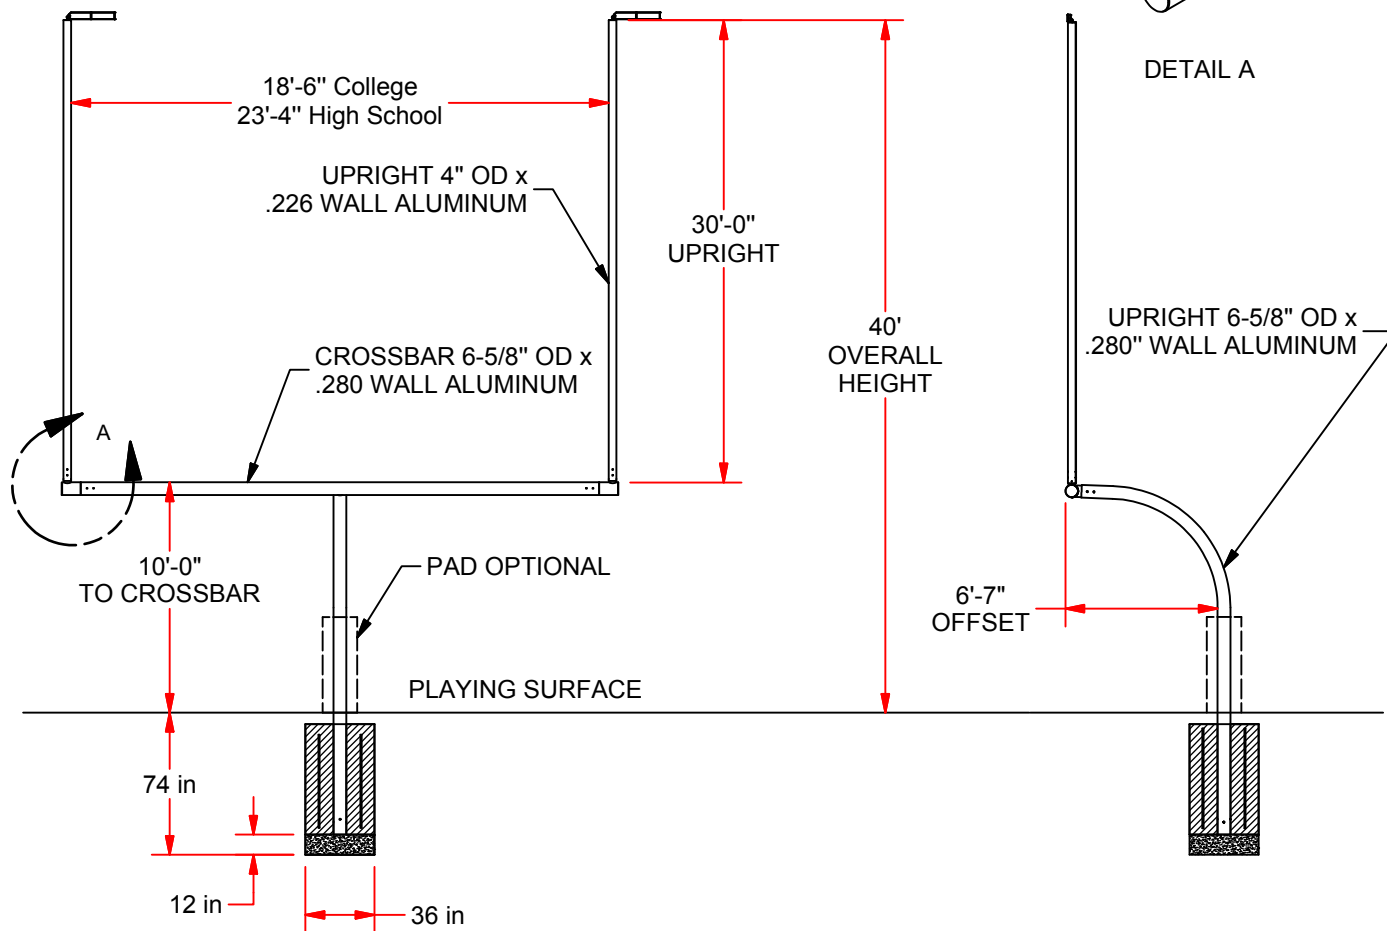 DETAIL A
18'-6" College
23'-4" High School
UPRIGHT 4" OD x
.226 WALL ALUMINUM
30'-0"
UPRIGHT
40'
OVERALL
HEIGHT
UPRIGHT 6-5/8" OD x
.280" WALL ALUMINUM
CROSSBAR 6-5/8" OD x
.280 WALL ALUMINUM
A
10'-0"
TO CROSSBAR
PAD OPTIONAL
6'-7"
OFFSET
PLAYING SURFACE
74 in
12 in
36 in